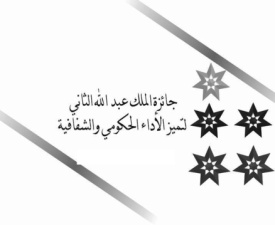 جائزة الملك عبد الله الثاني
لتميز الأداء الحكومي والشفافية